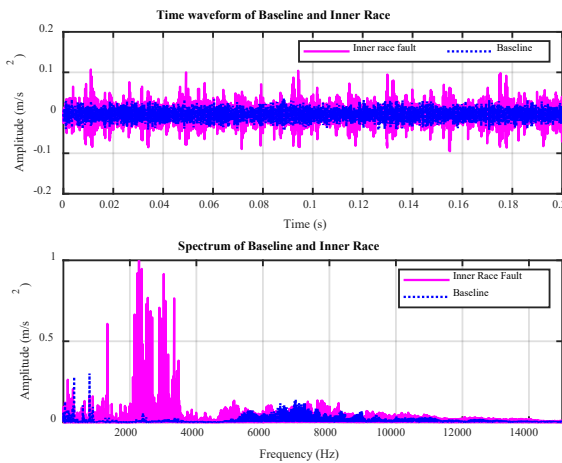 Time waveform of Baseline and Inner Race
0.2
0.1
0
-0.1
-0.2
Amplitude (m/s²)
Inner race fault
Baseline
0 0.02 0.04 0.06 0.08 0.1 0.12 0.14 0.16 0.18 0.2
Time (s)
Spectrum of Baseline and Inner Race
1
0.5
0
Amplitude (m/s²)
Inner Race Fault
Baseline
2000 4000 6000 8000 10000 12000 14000
Frequency (Hz)